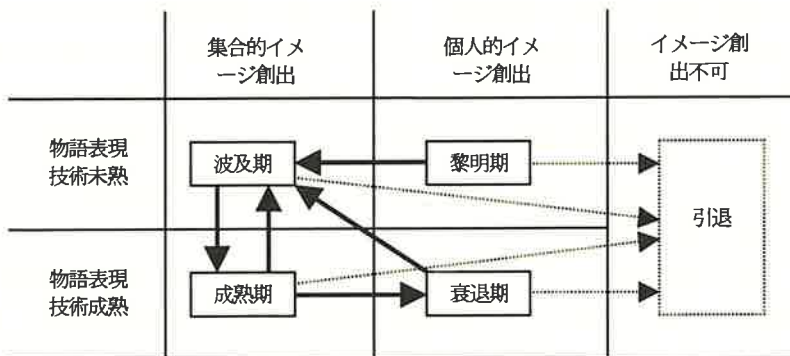 集合的イメ
ージ創出
個人的イメ
ージ創出
イメージ創
出不可
物語表現
技術未熟
波及期
黎明期
引退
物語表現
技術成熟
成熟期
衰退期